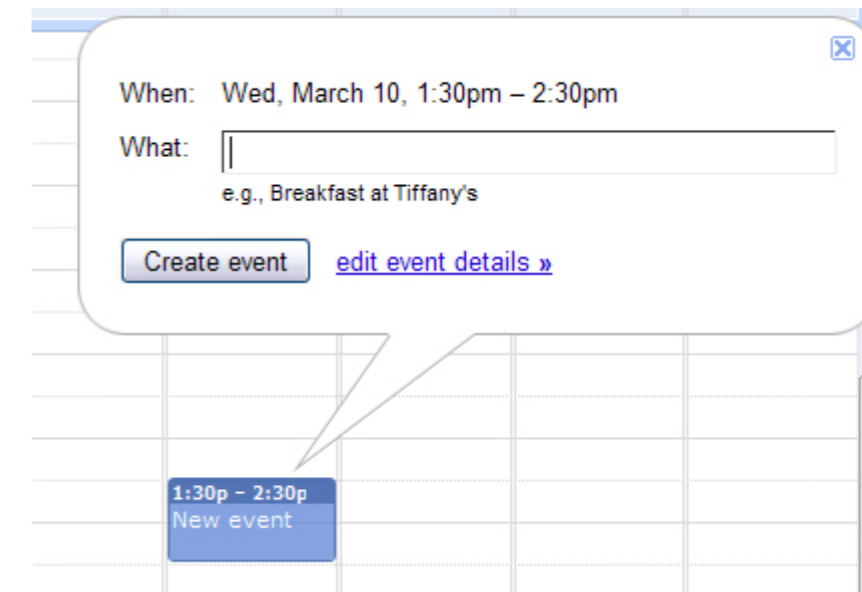 When: Wed, March 10, 1:30pm – 2:30pm
What:
e.g., Breakfast at Tiffany's
Create event edit event details »
1:30p – 2:30p
New event